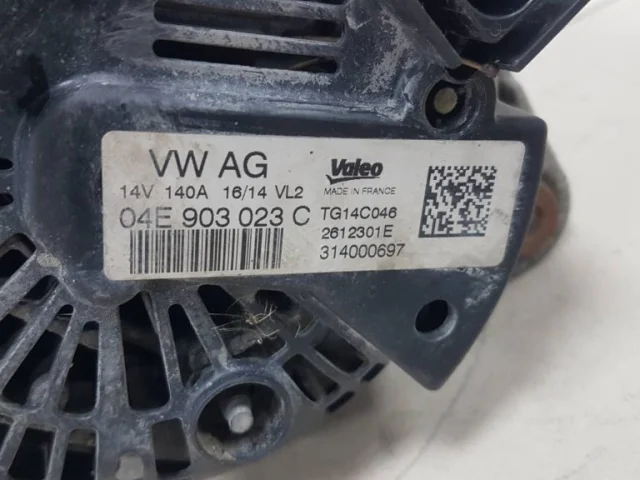 VW AG
14V 140A 16/14 VL2
04E 903 023 C
Valeo
MADE IN FRANCE
TG14C046
2612301E
314000697